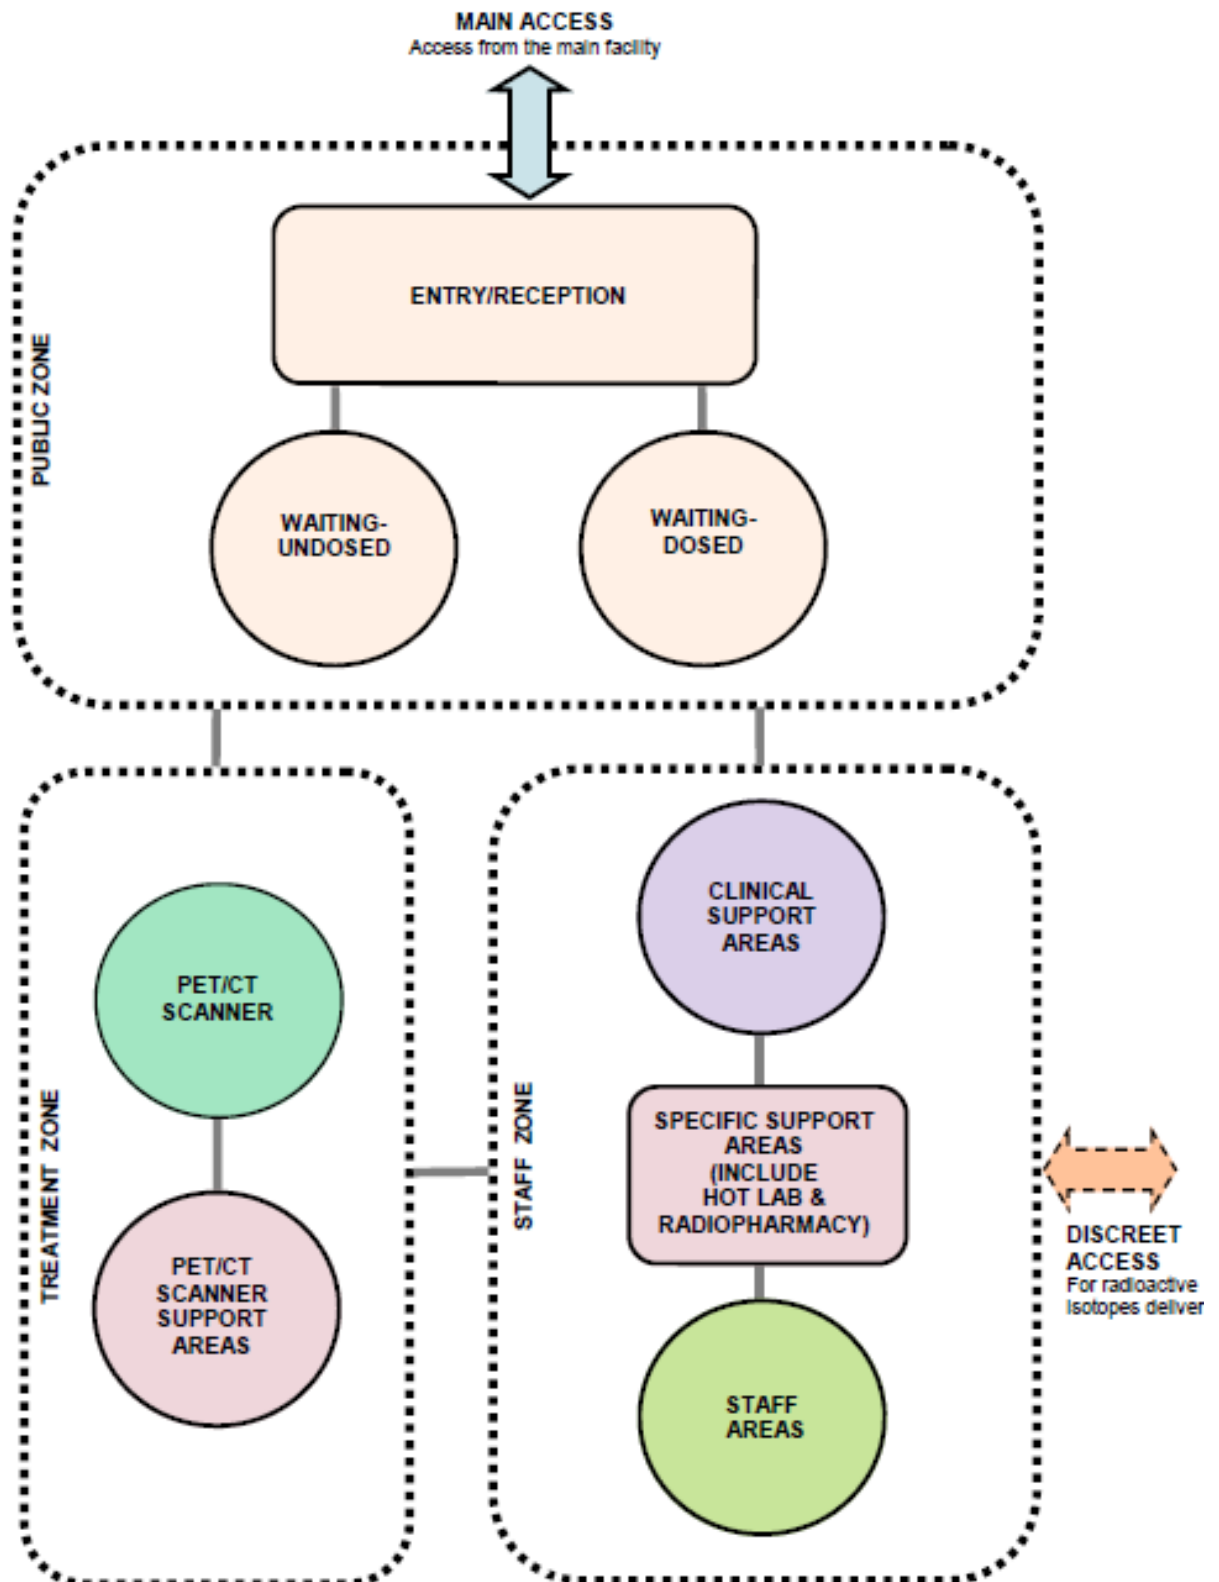 MAIN ACCESS
Access from the main facility
ENTRY/RECEPTION
PUBLIC ZONE
WAITING-
UNDOSED
WAITING-
DOSED
CLINICAL
SUPPORT
AREAS
PET/CT
SCANNER
TREATMENT ZONE
STAFF ZONE
SPECIFIC SUPPORT
AREAS
(INCLUDE
HOT LAB &
RADIOPHARMACY)
PET/CT
SCANNER
SUPPORT
AREAS
DISCREET
ACCESS
For radioactive
isotopes deliver
STAFF
AREAS